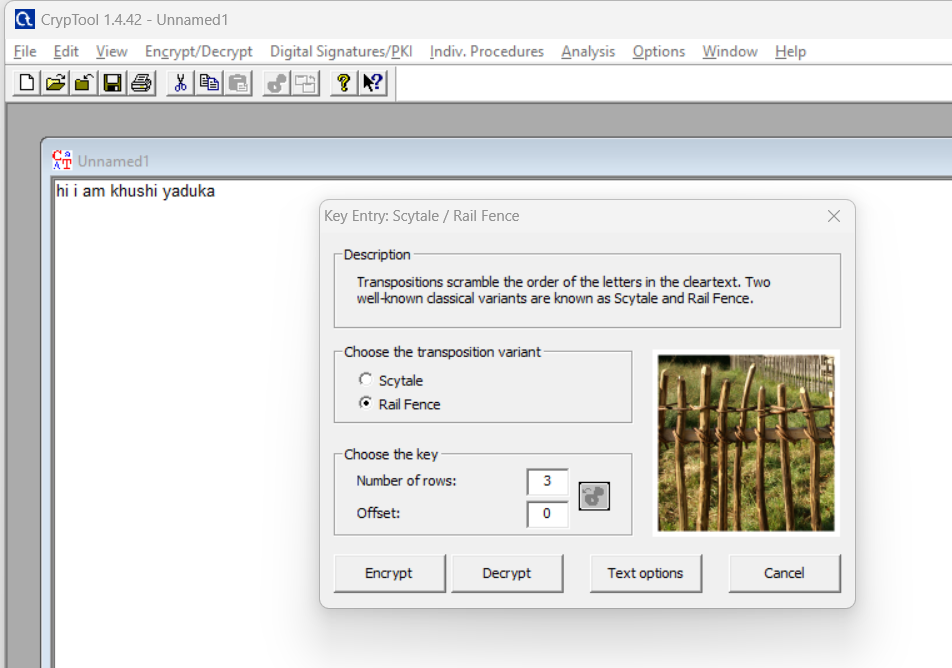 CrypTool 1.4.42 - Unnamed1
File Edit View Encrypt/Decrypt Digital Signatures/PKI Indiv. Procedures Analysis Options Window Help
Unnamed1
hi i am khushi yaduka
Key Entry: Scytale / Rail Fence
Description
Transpositions scramble the order of the letters in the cleartext. Two
well-known classical variants are known as Scytale and Rail Fence.
Choose the transposition variant
Scytale
Rail Fence
Choose the key
Number of rows: 3
Offset: 0
Encrypt Decrypt Text options Cancel